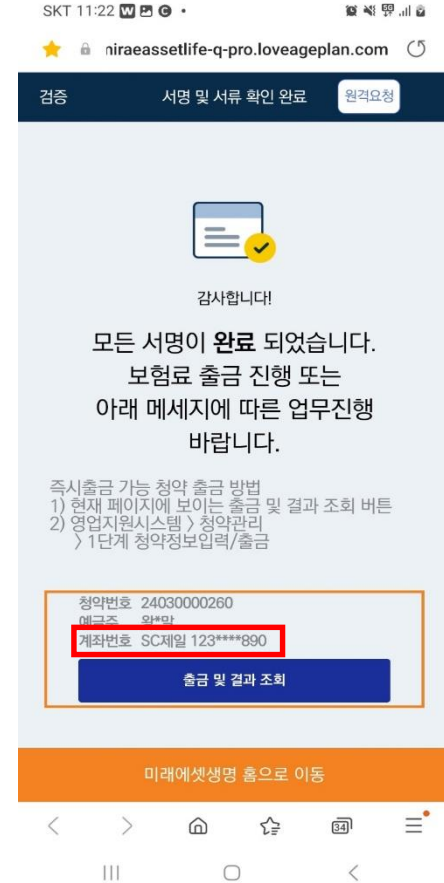 SKT 11:22
niraeassetlife-q-pro.loveageplan.com
검증 서명 및 서류 확인 완료 원격요청
감사합니다!
모든 서명이 완료 되었습니다.
보험료 출금 진행 또는
아래 메세지에 따른 업무진행
바랍니다.
즉시출금 가능 청약 출금 방법
1) 현재 페이지에 보이는 출금 및 결과 조회 버튼
2) 영업지원시스템 〉 청약관리
〉 1단계 청약정보입력/출금
청약번호 24030000260
예금주 왕*말
계좌번호 SC제일 123****890
출금 및 결과 조회
미래에셋생명 홈으로 이동
34